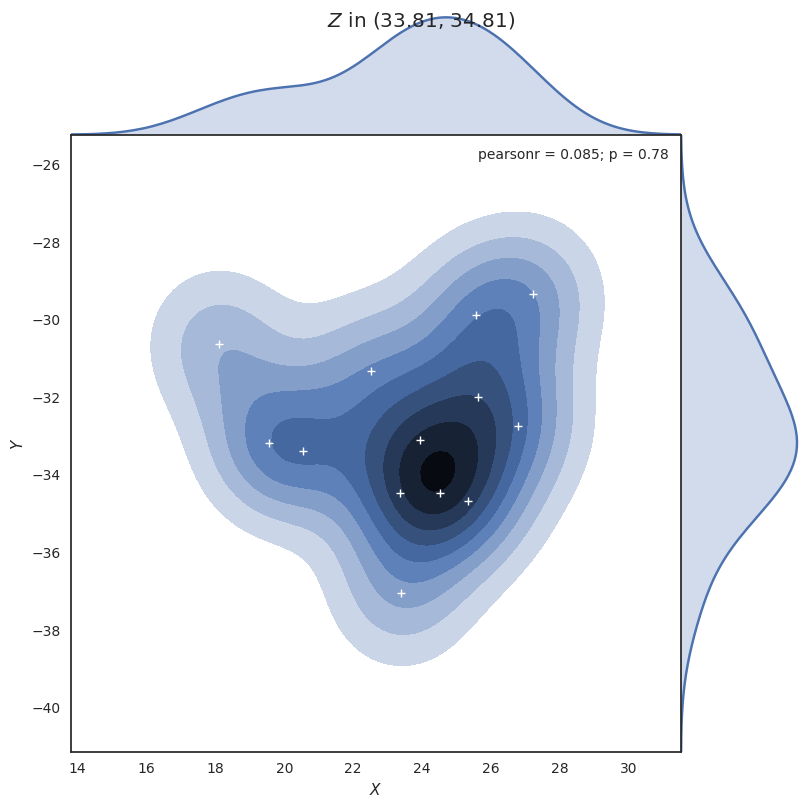 Z in (33.81, 34.81)
pearsonr = 0.085; p = 0.78
−26
−28
−30
−32
−34
−36
−38
−40
Y
14 16 18 20 22 24 26 28 30
X